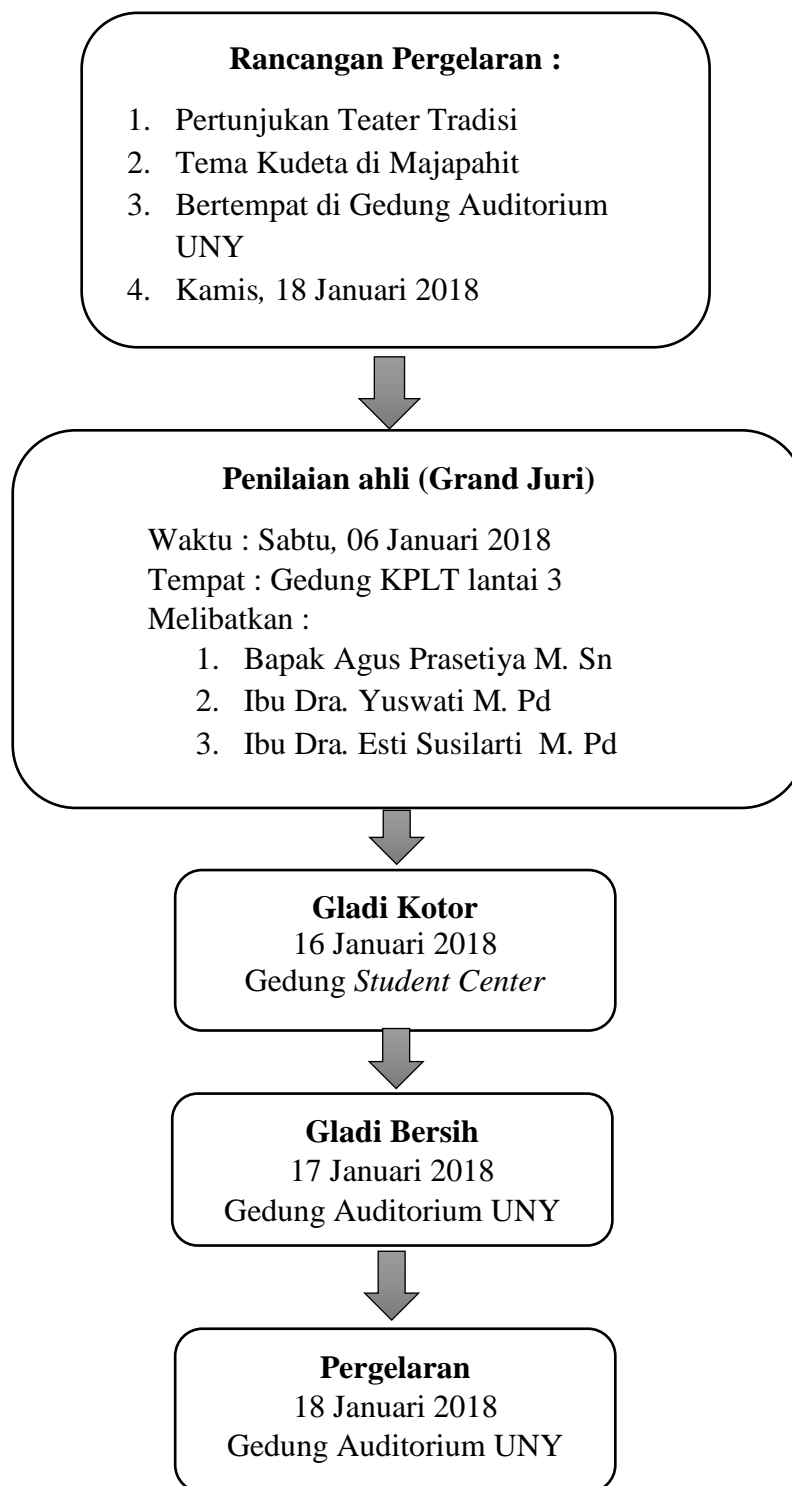 Rancangan Pergelaran :
1. Pertunjukan Teater Tradisi
2. Tema Kudeta di Majapahit
3. Bertempat di Gedung Auditorium
UNY
4. Kamis, 18 Januari 2018
Penilaian ahli (Grand Juri)
Waktu : Sabtu, 06 Januari 2018
Tempat : Gedung KPLT lantai 3
Melibatkan :
1. Bapak Agus Prasetiya M. Sn
2. Ibu Dra. Yuswati M. Pd
3. Ibu Dra. Esti Susilarti  M. Pd
Gladi Kotor
16 Januari 2018
Gedung Student Center
Gladi Bersih
17 Januari 2018
Gedung Auditorium UNY
Pergelaran
18 Januari 2018
Gedung Auditorium UNY